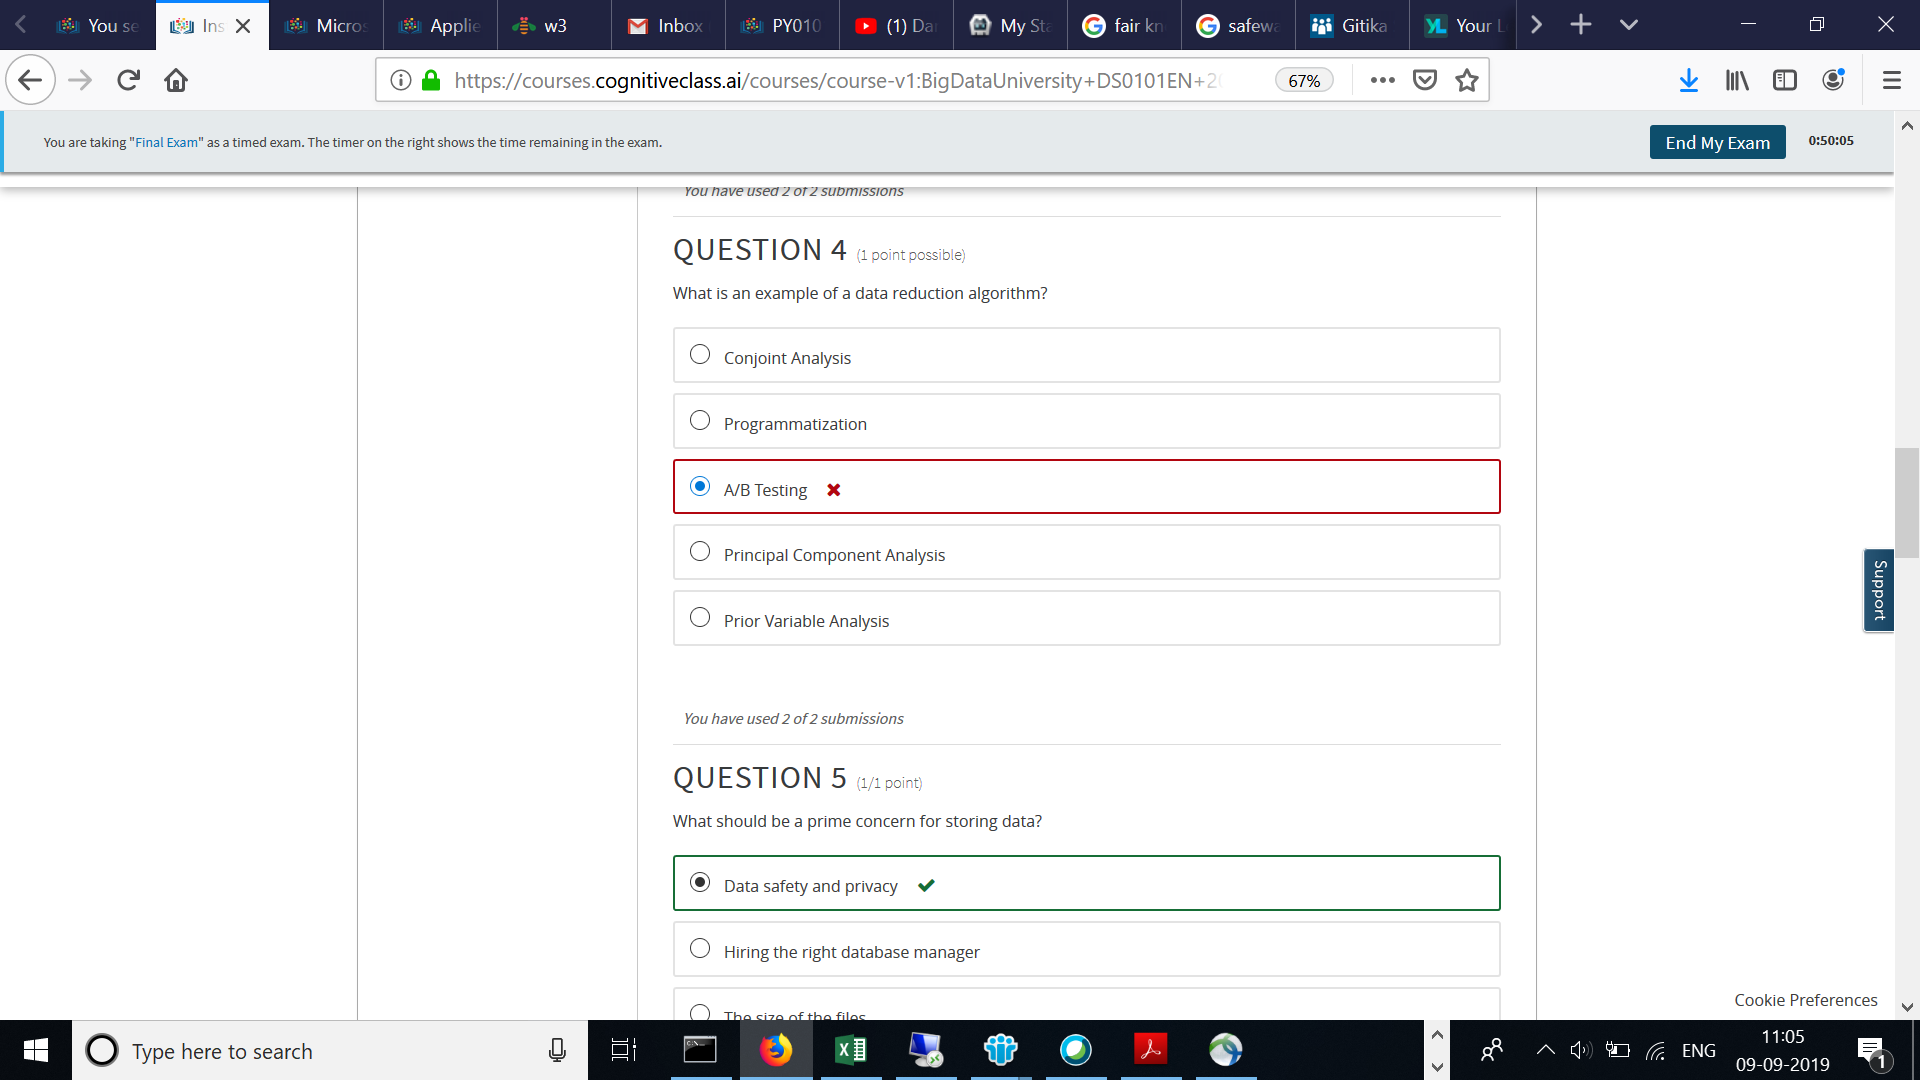 You se
Ins
Micros
Applie
w3
Inbox
PY010
(1) Da
My Sta
fair kn
safewa
Gitika
YL Your L
https://courses.cognitiveclass.ai/courses/course-v1:BigDataUniversity+DS0101EN+20
67%
You are taking "Final Exam" as a timed exam. The timer on the right shows the time remaining in the exam.
End My Exam
0:50:05
You have used 2 of 2 submissions
QUESTION 4 (1 point possible)
What is an example of a data reduction algorithm?
Conjoint Analysis
Programmatization
A/B Testing
Principal Component Analysis
Prior Variable Analysis
Support
You have used 2 of 2 submissions
QUESTION 5 (1/1 point)
What should be a prime concern for storing data?
Data safety and privacy
Hiring the right database manager
The size of the files
Cookie Preferences
Type here to search
ENG
11:05
09-09-2019
1